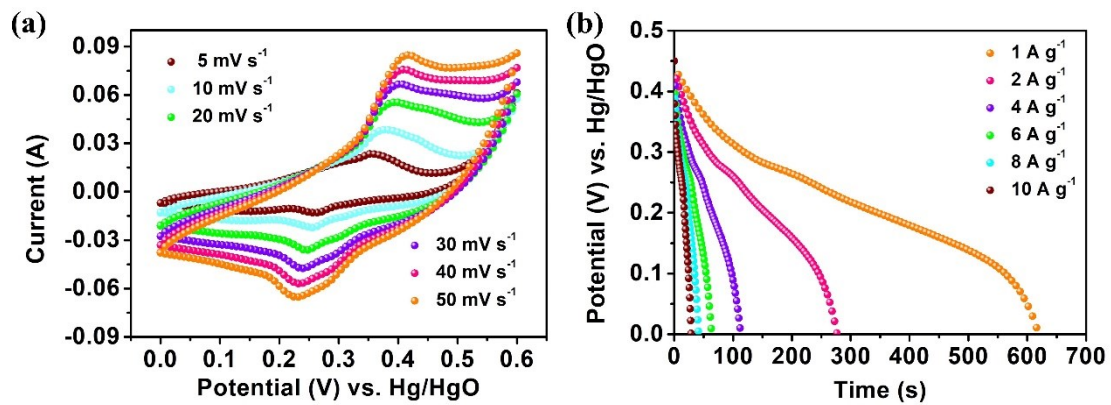 (a)
0.09
0.06
0.03
0.00
-0.03
-0.06
-0.09
Current (A)
5 mV s⁻¹
10 mV s⁻¹
20 mV s⁻¹
30 mV s⁻¹
40 mV s⁻¹
50 mV s⁻¹
0.0 0.1 0.2 0.3 0.4 0.5 0.6
Potential (V) vs. Hg/HgO
(b)
0.5
0.4
0.3
0.2
0.1
0.0
Potential (V) vs. Hg/HgO
1 A g⁻¹
2 A g⁻¹
4 A g⁻¹
6 A g⁻¹
8 A g⁻¹
10 A g⁻¹
0 100 200 300 400 500 600 700
Time (s)